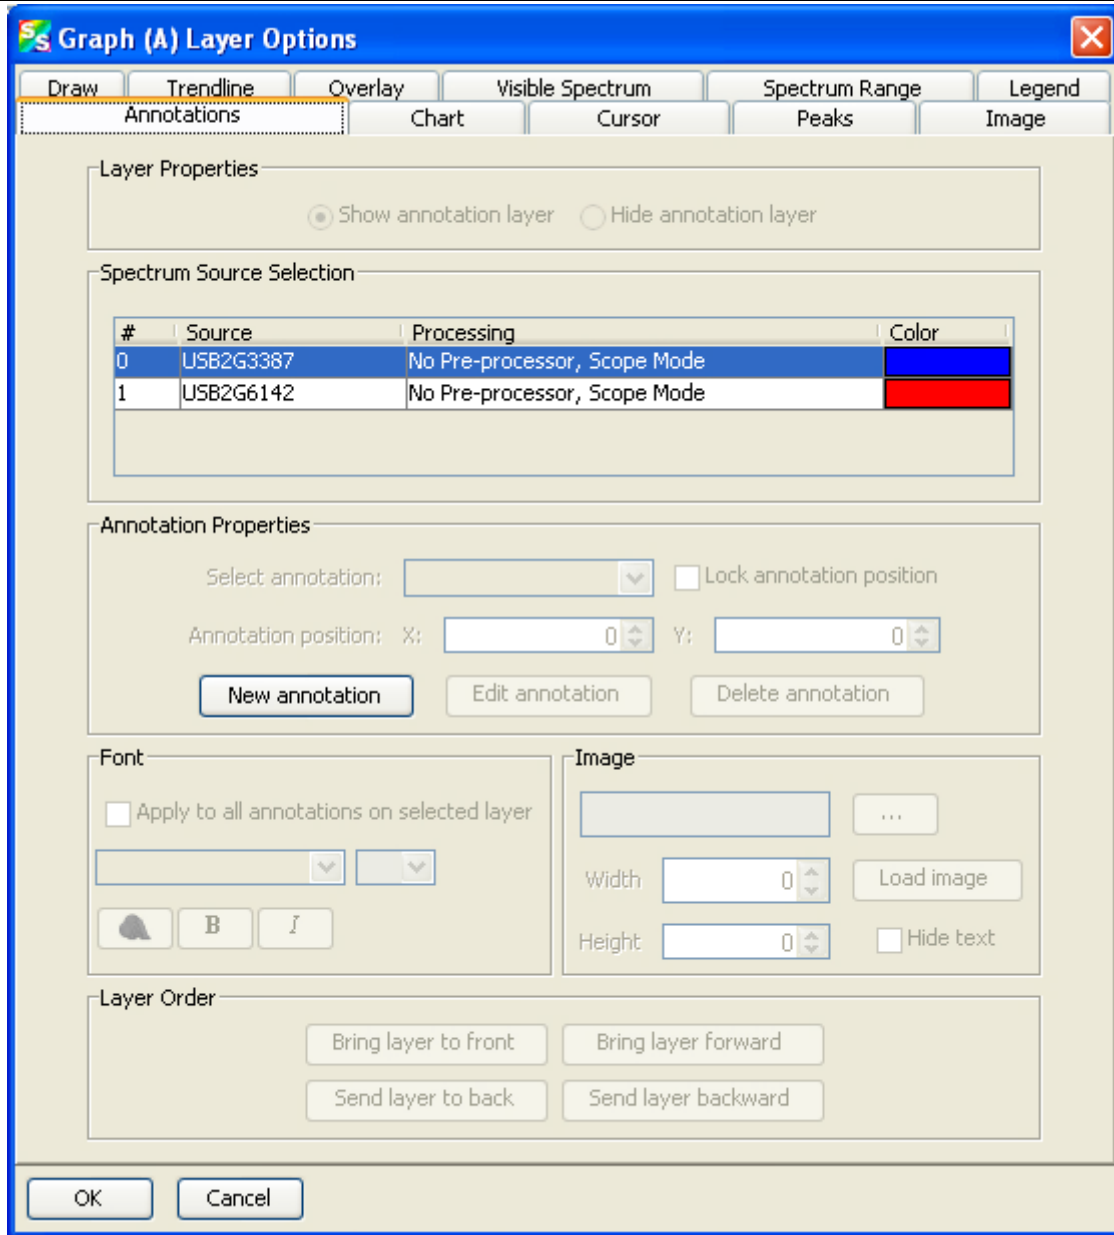 Graph (A) Layer Options
Draw Trendline Overlay Visible Spectrum Spectrum Range Legend
Annotations Chart Cursor Peaks Image
Layer Properties
Show annotation layer Hide annotation layer
Spectrum Source Selection
# Source Processing Color
0 USB2G3387 No Pre-processor, Scope Mode
1 USB2G6142 No Pre-processor, Scope Mode
Annotation Properties
Select annotation: Lock annotation position
Annotation position: X: 0 Y: 0
New annotation Edit annotation Delete annotation
Font Image
Apply to all annotations on selected layer ...
Width 0 Load image
B I
Height 0 Hide text
Layer Order
Bring layer to front Bring layer forward
Send layer to back Send layer backward
OK Cancel